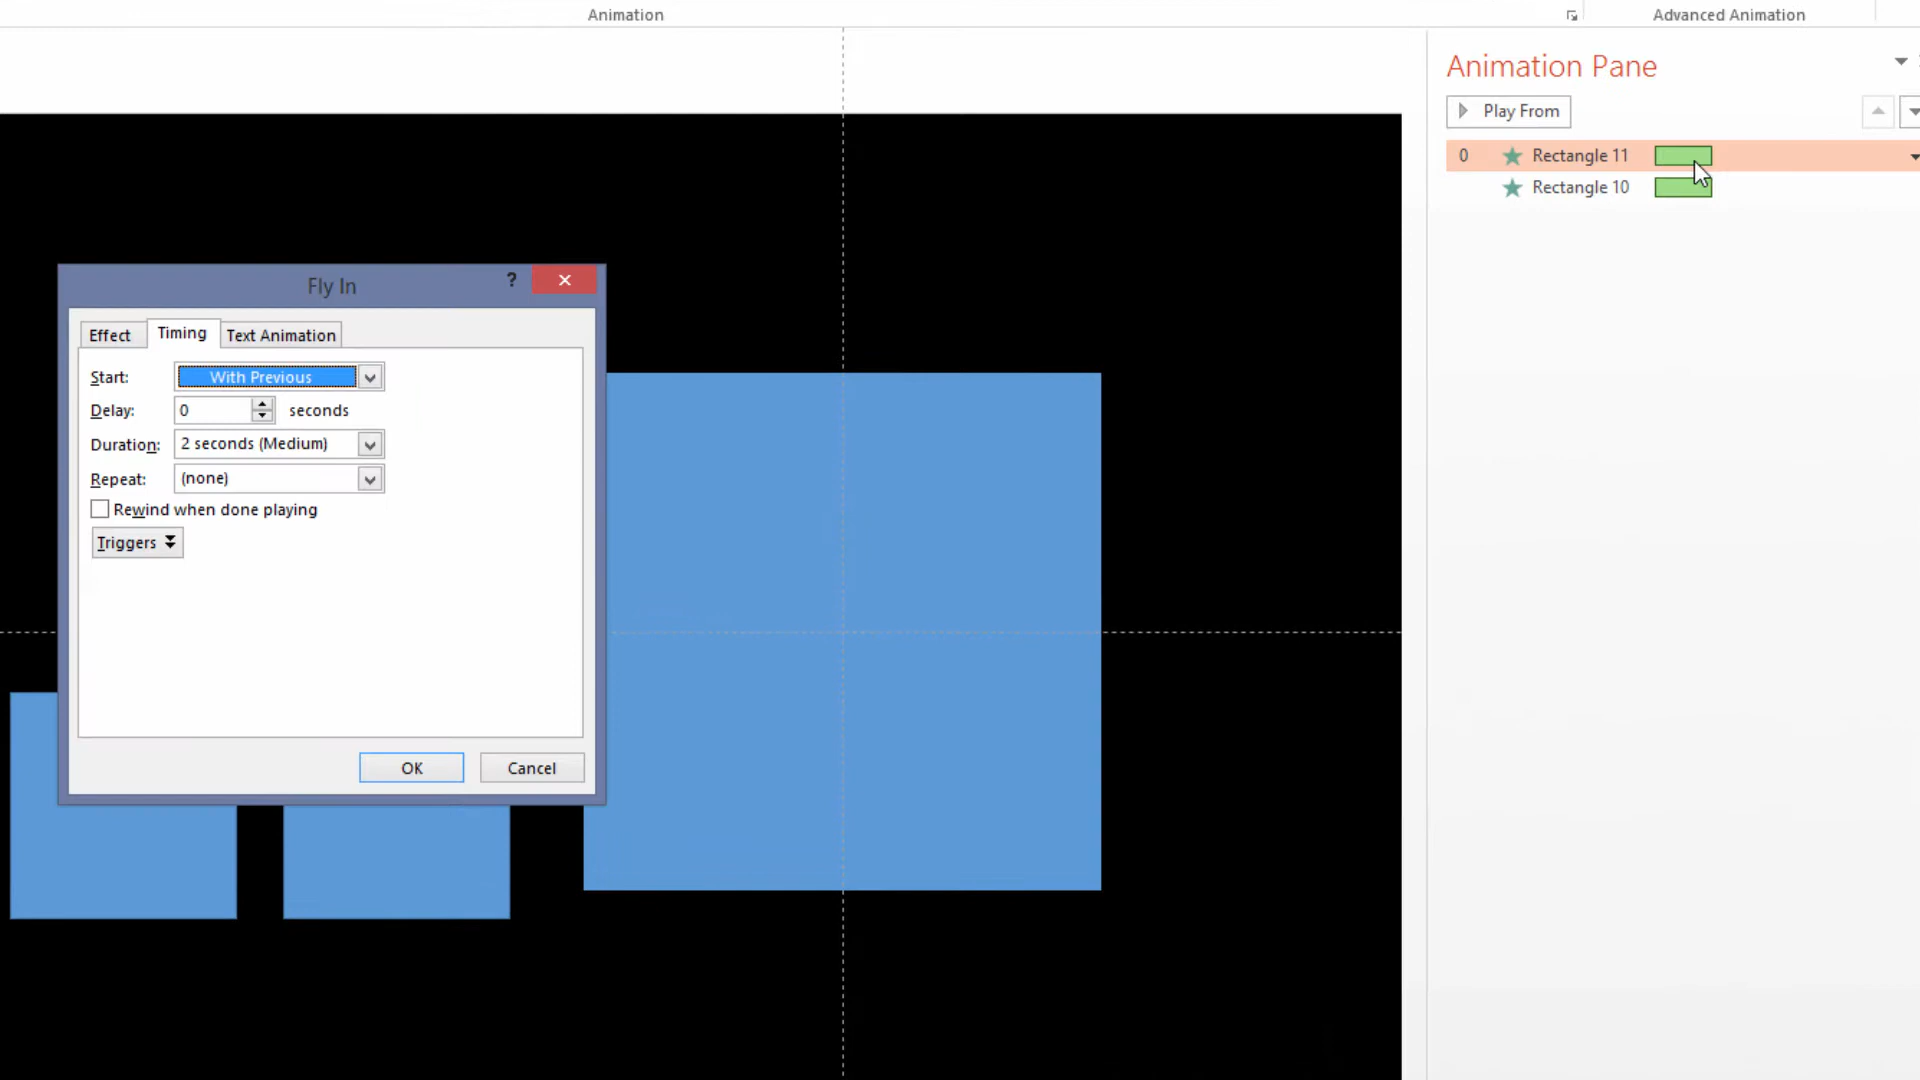 Animation
Advanced Animation
Animation Pane
Play From
0 Rectangle 11
Rectangle 10
Fly In
?
Effect Timing Text Animation
Start: With Previous
Delay: 0 seconds
Duration: 2 seconds (Medium)
Repeat: (none)
Rewind when done playing
Triggers
OK Cancel